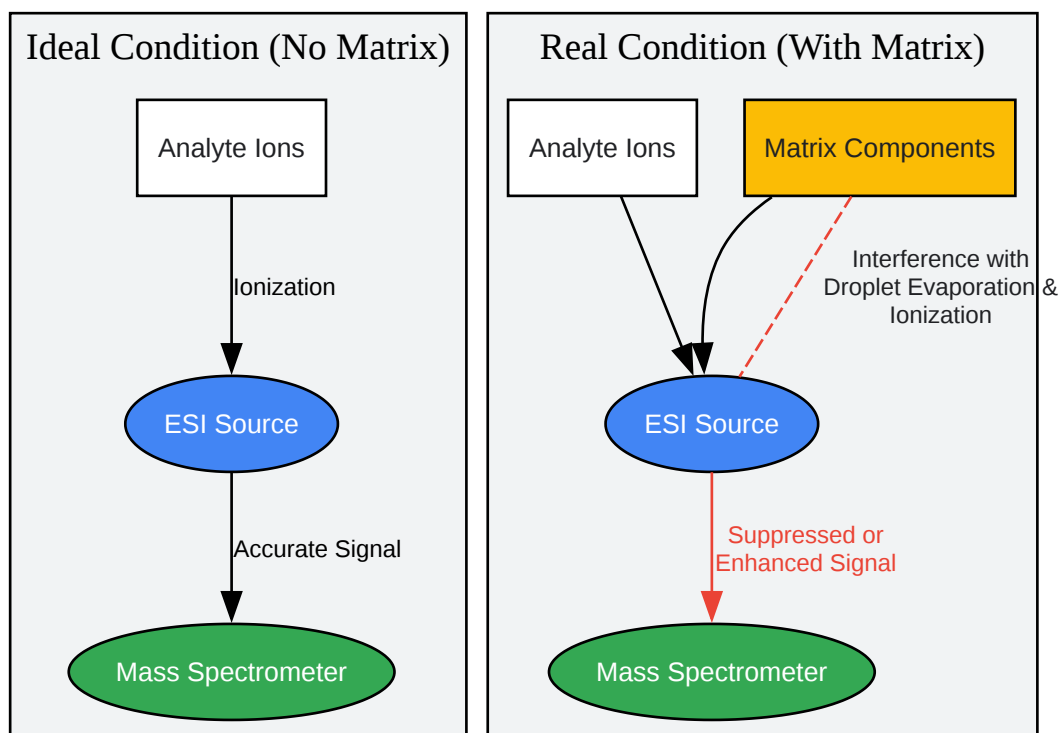 Ideal Condition (No Matrix)
Analyte Ions
Ionization
ESI Source
Accurate Signal
Mass Spectrometer
Real Condition (With Matrix)
Analyte Ions
Matrix Components
Interference with
Droplet Evaporation &
Ionization
ESI Source
Suppressed or
Enhanced Signal
Mass Spectrometer